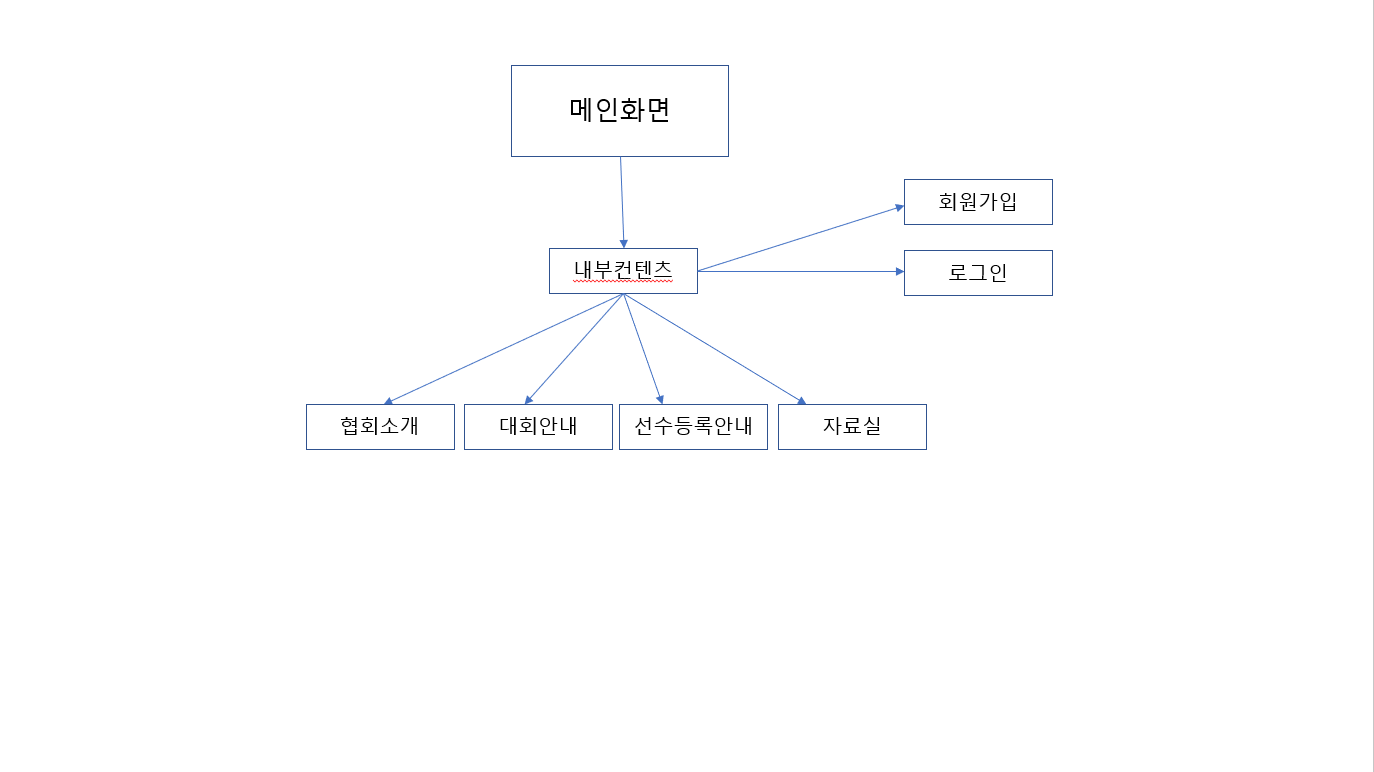 메인화면
회원가입
내부컨텐츠
로그인
협회소개
대회안내
선수등록안내
자료실